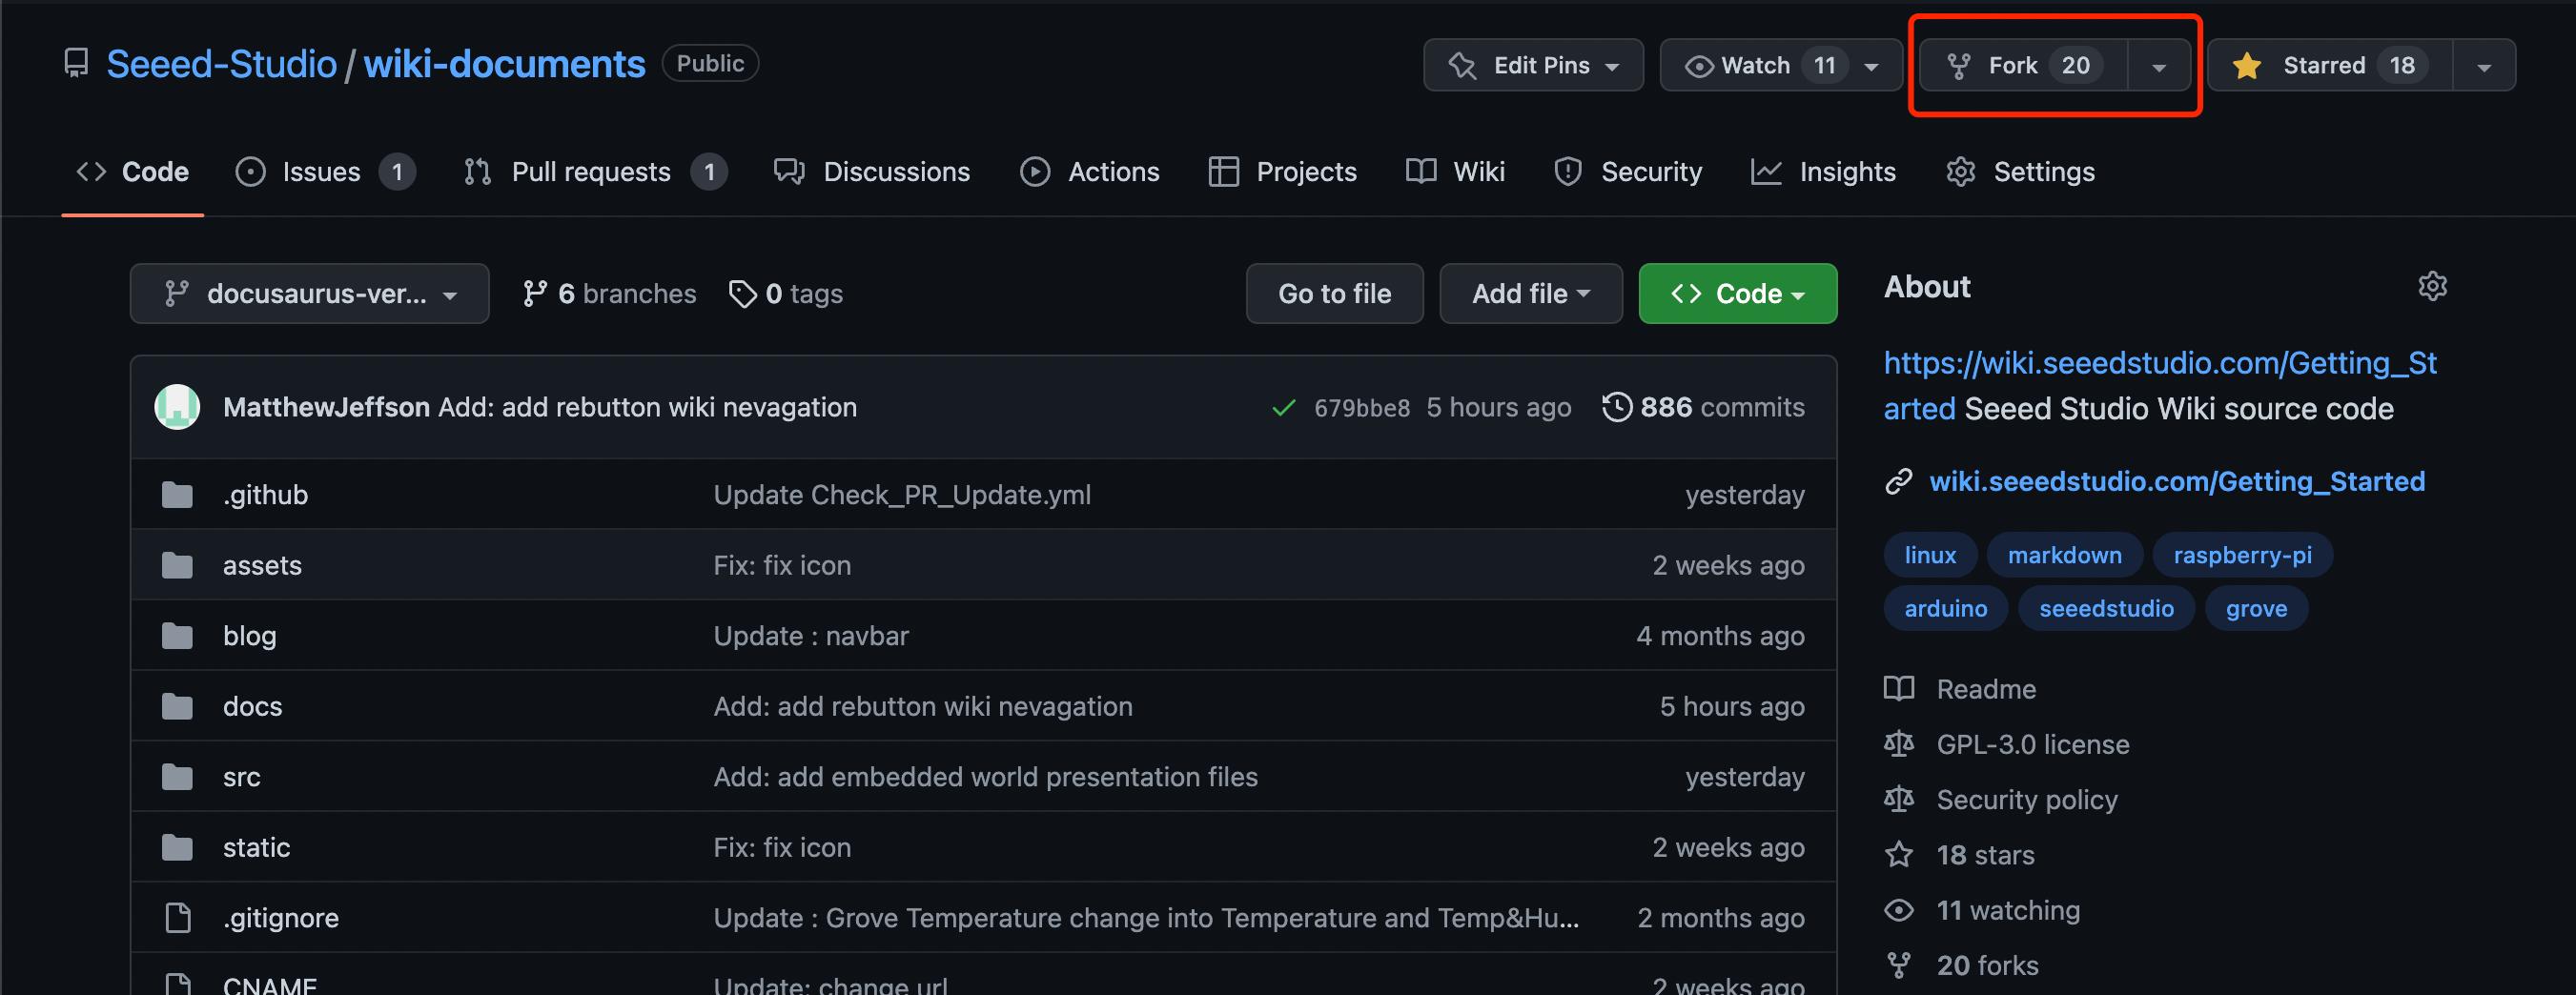 Seeed-Studio / wiki-documents Public Edit Pins Watch 11 Fork 20 Starred 18
Code Issues 1 Pull requests 1 Discussions Actions Projects Wiki Security Insights Settings
docusaurus-ver... 6 branches 0 tags Go to file Add file Code
MatthewJeffson Add: add rebutton wiki nevagation 679bbe8 5 hours ago 886 commits
.github Update Check_PR_Update.yml yesterday
assets Fix: fix icon 2 weeks ago
blog Update : navbar 4 months ago
docs Add: add rebutton wiki nevagation 5 hours ago
src Add: add embedded world presentation files yesterday
static Fix: fix icon 2 weeks ago
.gitignore Update : Grove Temperature change into Temperature and Temp&Hu... 2 months ago
CNAME Update: change url 2 weeks ago
About
https://wiki.seeedstudio.com/Getting_St
arted Seeed Studio Wiki source code
wiki.seeedstudio.com/Getting_Started
linux markdown raspberry-pi
arduino seeedstudio grove
Readme
GPL-3.0 license
Security policy
18 stars
11 watching
20 forks